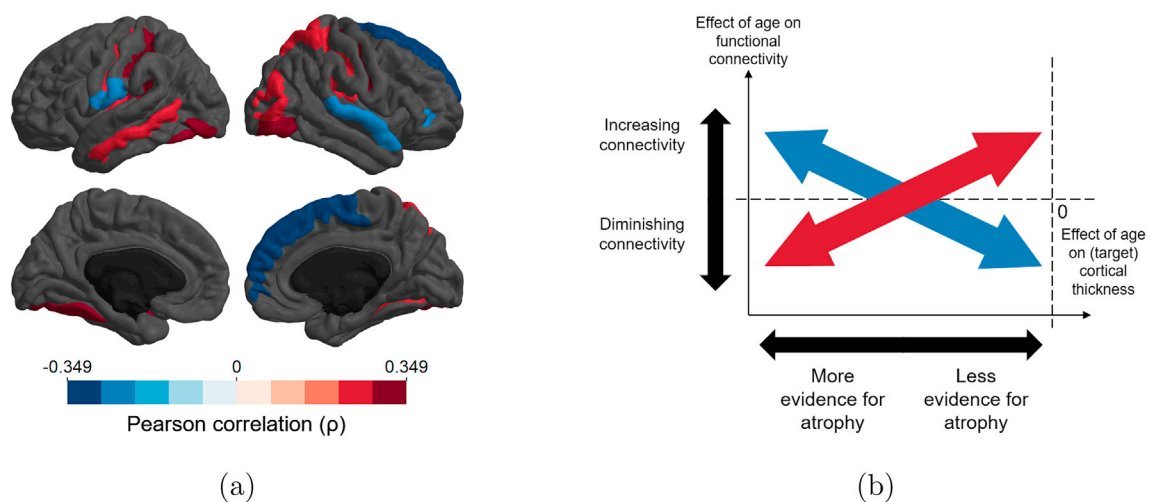 -0.349
0
0.349
Pearson correlation (ρ)
(a)
Effect of age on
functional
connectivity
Increasing
connectivity
Diminishing
connectivity
0
Effect of age
on (target)
cortical
thickness
More
evidence for
atrophy
Less
evidence for
atrophy
(b)